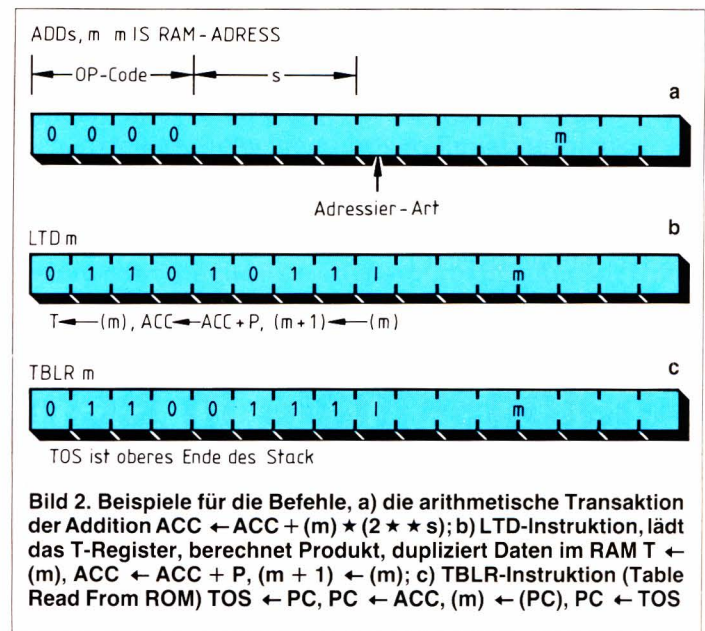 ADDs, m m IS RAM-ADRESS
OP-Code s
a
0 0 0 0 m
Adressier-Art
b
LTD m
0 1 1 0 1 0 1 1 I m
T ← (m), ACC ← ACC + P, (m+1) ← (m)
TBLR m
c
0 1 1 0 0 1 1 1 I m
TOS ist oberes Ende des Stack
Bild 2. Beispiele für die Befehle, a) die arithmetische Transaktion
der Addition ACC ← ACC + (m) ★ (2 ★ ★ s); b) LTD-Instruktion, lädt
das T-Register, berechnet Produkt, dupliziert Daten im RAM T ←
(m), ACC ← ACC + P, (m + 1) ← (m); c) TBLR-Instruktion (Table
Read From ROM) TOS ← PC, PC ← ACC, (m) ← (PC), PC ← TOS